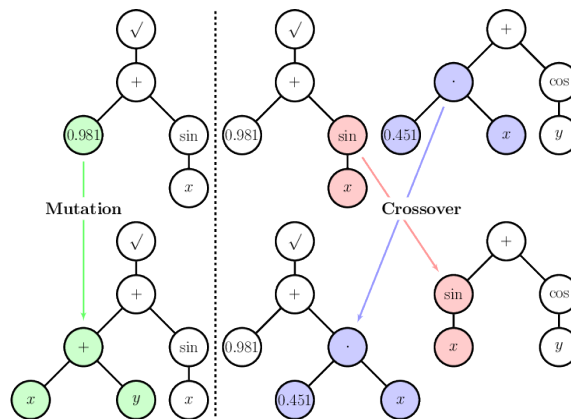 √ √ +
+ + · cos
0.981 sin 0.981 sin 0.451 x y
x x
Mutation Crossover
√ √ +
+ + sin cos
+ sin 0.981 · x y
x y x 0.451 x